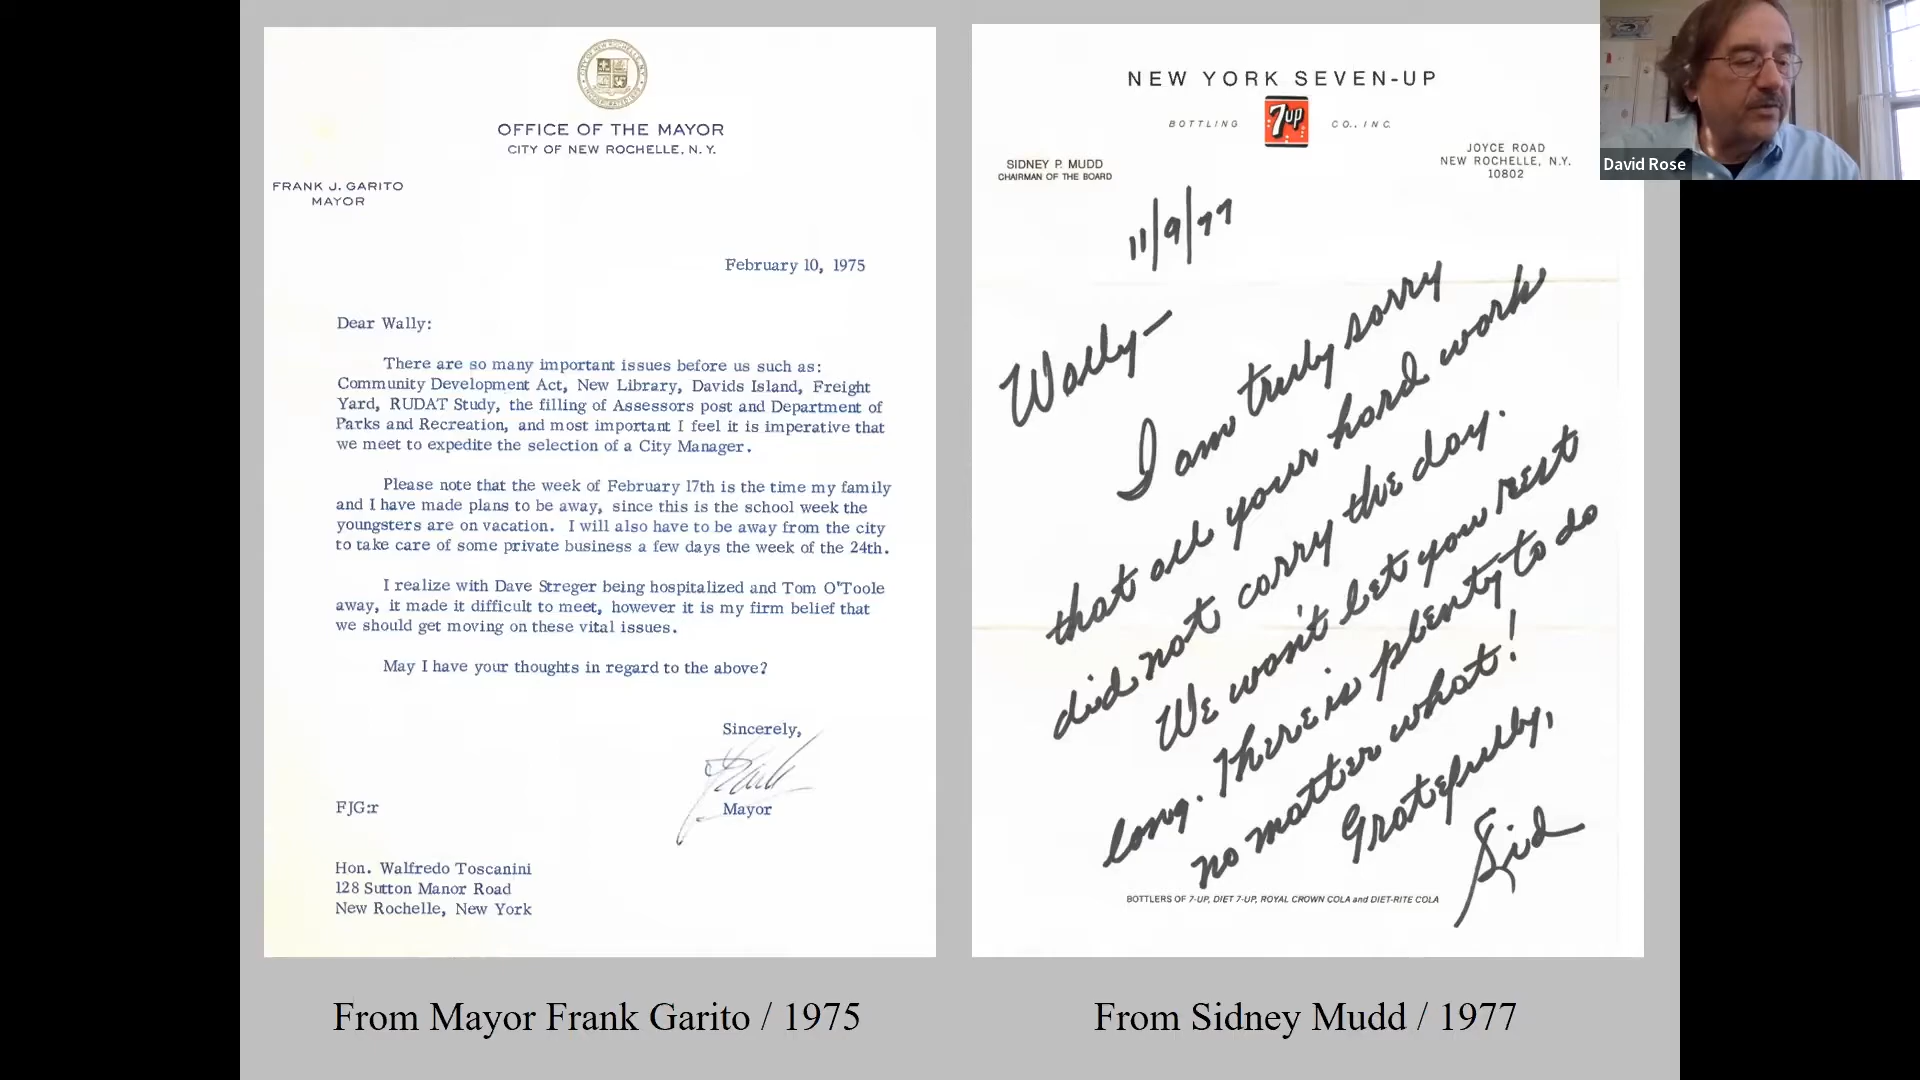 OFFICE OF THE MAYOR
CITY OF NEW ROCHELLE, N. Y.
FRANK J. GARITO
MAYOR
February 10, 1975
Dear Wally:
There are so many important issues before us such as:
Community Development Act, New Library, Davids Island, Freight
Yard, RUDAT Study, the filling of Assessors post and Department of
Parks and Recreation, and most important I feel it is imperative that
we meet to expedite the selection of a City Manager.
Please note that the week of February 17th is the time my family
and I have made plans to be away, since this is the school week the
youngsters are on vacation. I will also have to be away from the city
to take care of some private business a few days the week of the 24th.
I realize with Dave Streger being hospitalized and Tom O'Toole
away, it made it difficult to meet, however it is my firm belief that
we should get moving on these vital issues.
May I have your thoughts in regard to the above?
Sincerely,
Frank
Mayor
FJG:r
Hon. Walfredo Toscanini
128 Sutton Manor Road
New Rochelle, New York
From Mayor Frank Garito / 1975
NEW YORK SEVEN-UP
BOTTLING 7up CO., INC.
SIDNEY P. MUDD
CHAIRMAN OF THE BOARD
JOYCE ROAD
NEW ROCHELLE, N.Y.
10802
11/9/77
Wally-
I am truly sorry
that all your hard work
did not carry the day.
We won't let you rest
long. There is plenty to do
no matter what!
Gratefully,
Sid
BOTTLERS OF 7-UP, DIET 7-UP, ROYAL CROWN COLA and DIET-RITE COLA
From Sidney Mudd / 1977
David Rose